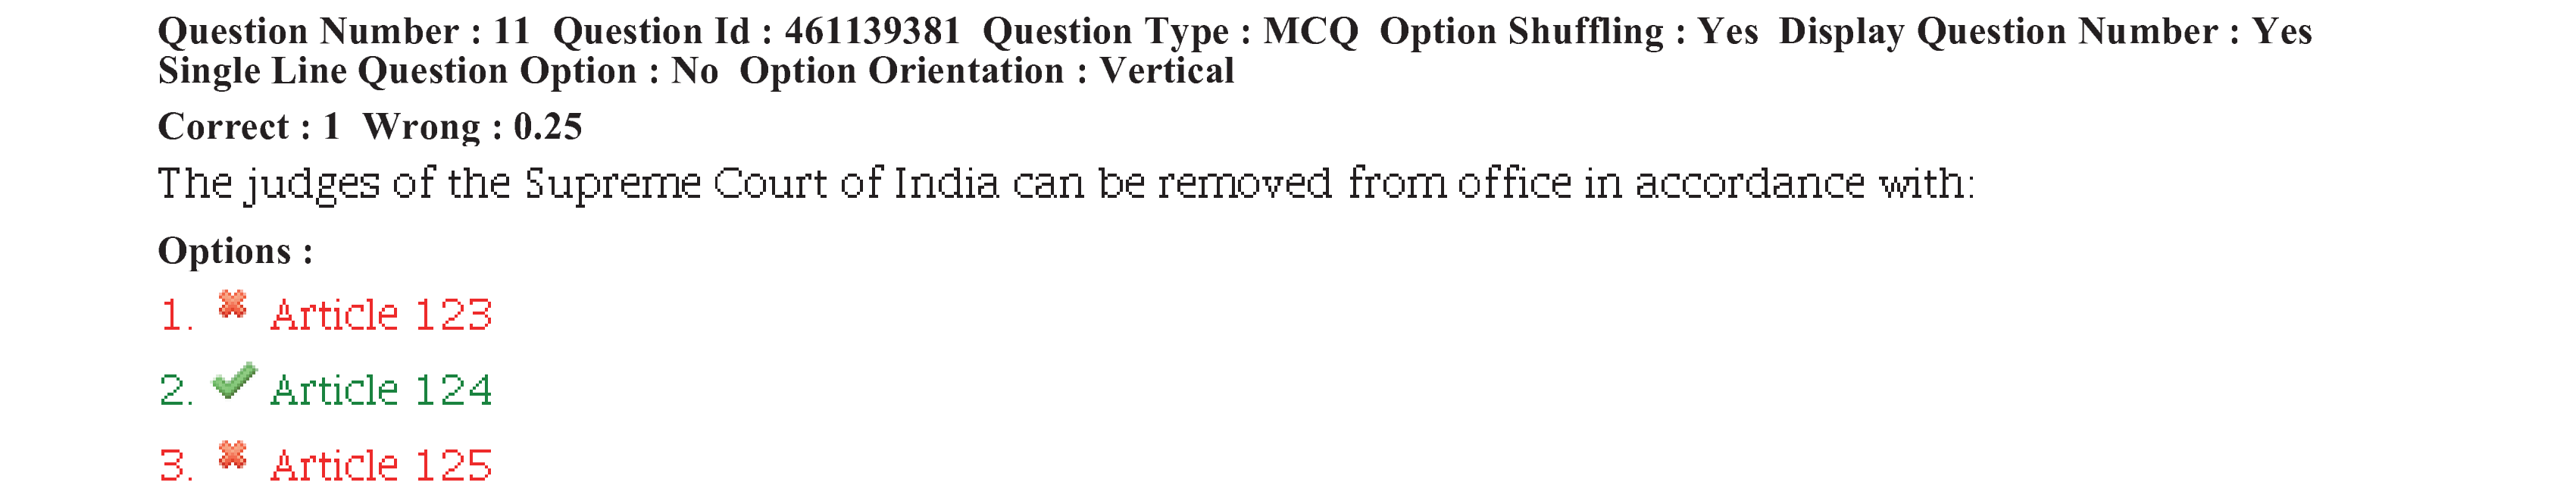 Question Number : 11 Question Id : 461139381 Question Type : MCQ Option Shuffling : Yes Display Question Number : Yes
Single Line Question Option : No Option Orientation : Vertical
Correct : 1 Wrong : 0.25
The judges of the Supreme Court of India can be removed from office in accordance with:
Options :
1. Article 123
2. Article 124
3. Article 125